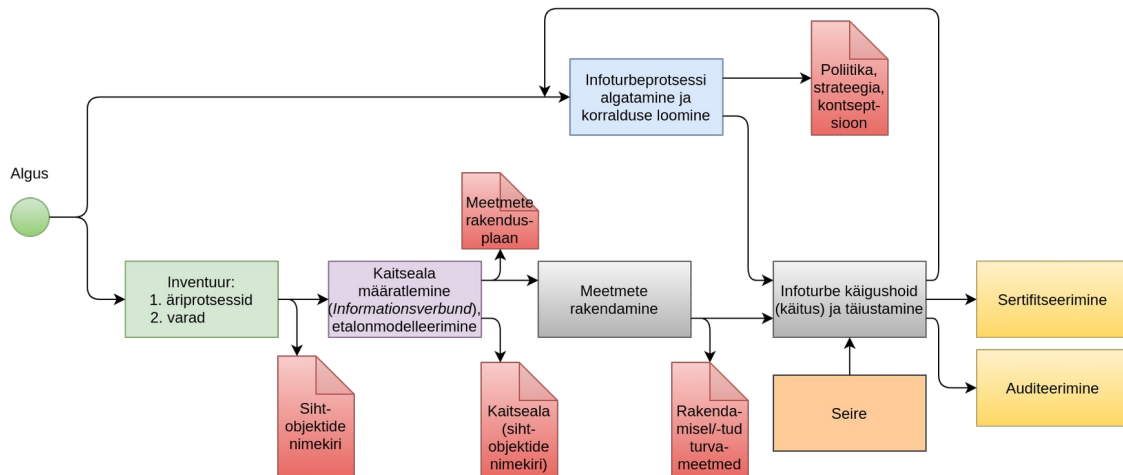 Infoturbeprotsessi
algatamine ja
korralduse loomine
Poliitika,
strateegia,
kontsept-
sioon
Algus
Meetmete
rakendus-
plaan
Inventuur:
1. äriprotsessid
2. varad
Kaitseala
määratlemine
(Informationsverbund),
etalonmodelleerimine
Meetmete
rakendamine
Infoturbe käigushoid
(käitus) ja täiustamine
Sertifitseerimine
Siht-
objektide
nimekiri
Kaitseala
(siht-
objektide
nimekiri)
Rakenda-
misel/-tud
turva-
meetmed
Seire
Auditeerimine